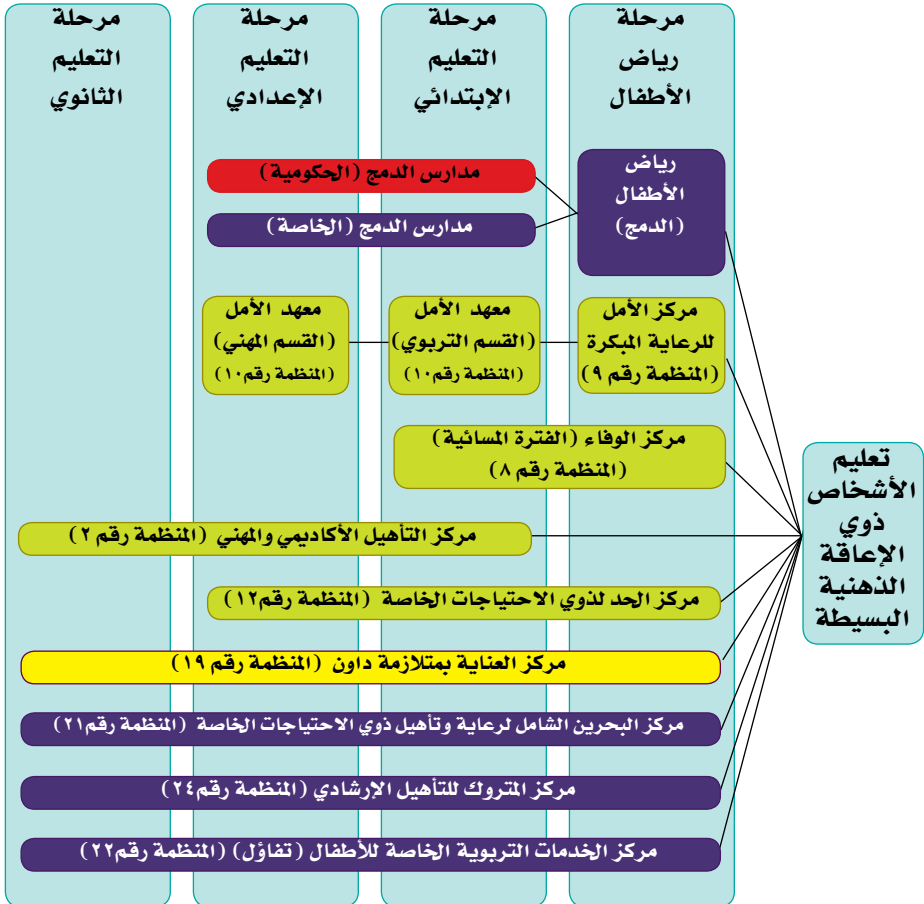 مرحلة
رياض
الأطفال
مرحلة
التعليم
الإبتدائي
مرحلة
التعليم
الإعدادي
مرحلة
التعليم
الثانوي
رياض
الأطفال
(الدمج)
مدارس الدمج (الحكومية)
مدارس الدمج (الخاصة)
مركز الأمل
للرعاية المبكرة
(المنظمة رقم ٩)
معهد الأمل
(القسم التربوي)
(المنظمة رقم ١٠)
معهد الأمل
(القسم المهني)
(المنظمة رقم ١٠)
مركز الوفاء (الفترة المسائية)
(المنظمة رقم ٨)
تعليم
الأشخاص
ذوي
الإعاقة
الذهنية
البسيطة
مركز التأهيل الأكاديمي والمهني (المنظمة رقم ٢)
مركز الحد لذوي الاحتياجات الخاصة (المنظمة رقم١٢)
مركز العناية بمتلازمة داون (المنظمة رقم ١٩)
مركز البحرين الشامل لرعاية وتأهيل ذوي الاحتياجات الخاصة (المنظمة رقم٢١)
مركز المتروك للتأهيل الإرشادي (المنظمة رقم٢٤)
مركز الخدمات التربوية الخاصة للأطفال (تفاؤل) (المنظمة رقم٢٢)